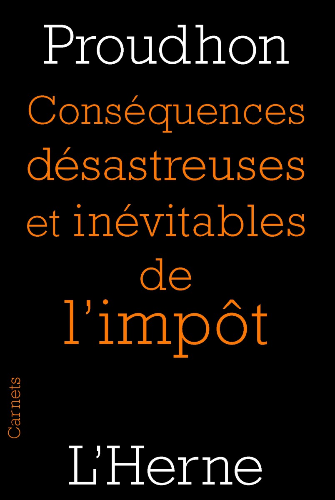 Proudhon
Conséquences
désastreuses
et inévitables
de
l'impôt
Carnets
L'Herne